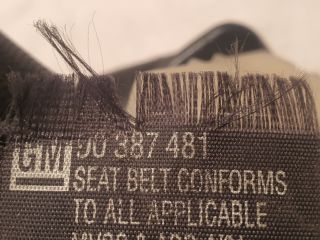 GM 90 387 481
SEAT BELT CONFORMS
TO ALL APPLICABLE